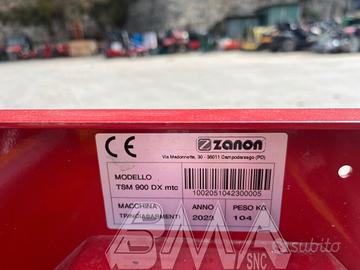 CE
Zanon
Via Madonnetta, 30 - 35011 Campodarsego (PD)
MODELLO
TSM 900 DX mtc
1002051042300005
MACCHINA
ANNO
PESO KG
TRINCIASARMENTI
2023
104
BMA
SNC
subito